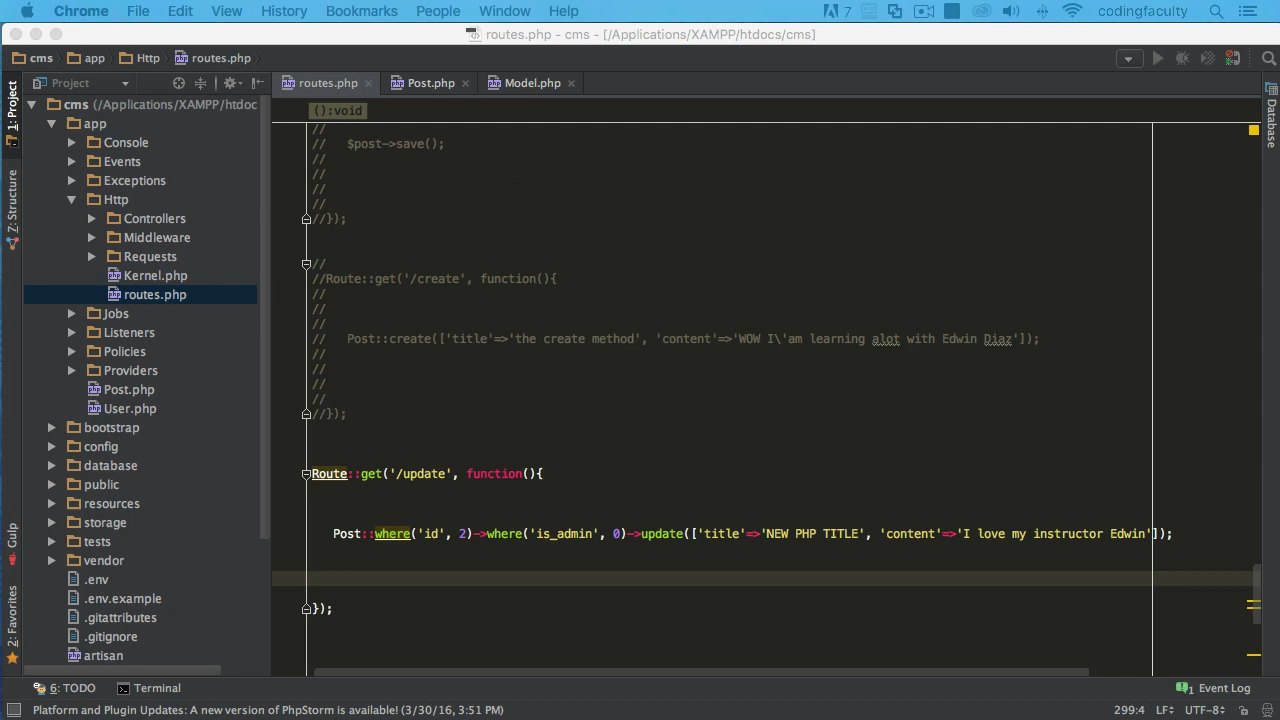 Chrome File Edit View History Bookmarks People Window Help 7 codingfaculty
routes.php - cms - [/Applications/XAMPP/htdocs/cms]
cms app Http routes.php
Project routes.php Post.php Model.php
1: Project
Z: Structure
Gulp
2: Favorites
cms (/Applications/XAMPP/htdoc
app
Console
Events
Exceptions
Http
Controllers
Middleware
Requests
Kernel.php
routes.php
Jobs
Listeners
Policies
Providers
Post.php
User.php
bootstrap
config
database
public
resources
storage
tests
vendor
.env
.env.example
.gitattributes
.gitignore
artisan
():void
//
// $post->save();
//
//
//
//
//});
//
//Route::get('/create', function(){
//
//
//
// Post::create(['title'=>'the create method', 'content'=>'WOW I\'am learning alot with Edwin Diaz']);
//
//
//
//
//});
Route::get('/update', function(){
Post::where('id', 2)->where('is_admin', 0)->update(['title'=>'NEW PHP TITLE', 'content'=>'I love my instructor Edwin']);
});
Database
6: TODO Terminal 1 Event Log
Platform and Plugin Updates: A new version of PhpStorm is available! (3/30/16, 3:51 PM) 299:4 LF UTF-8